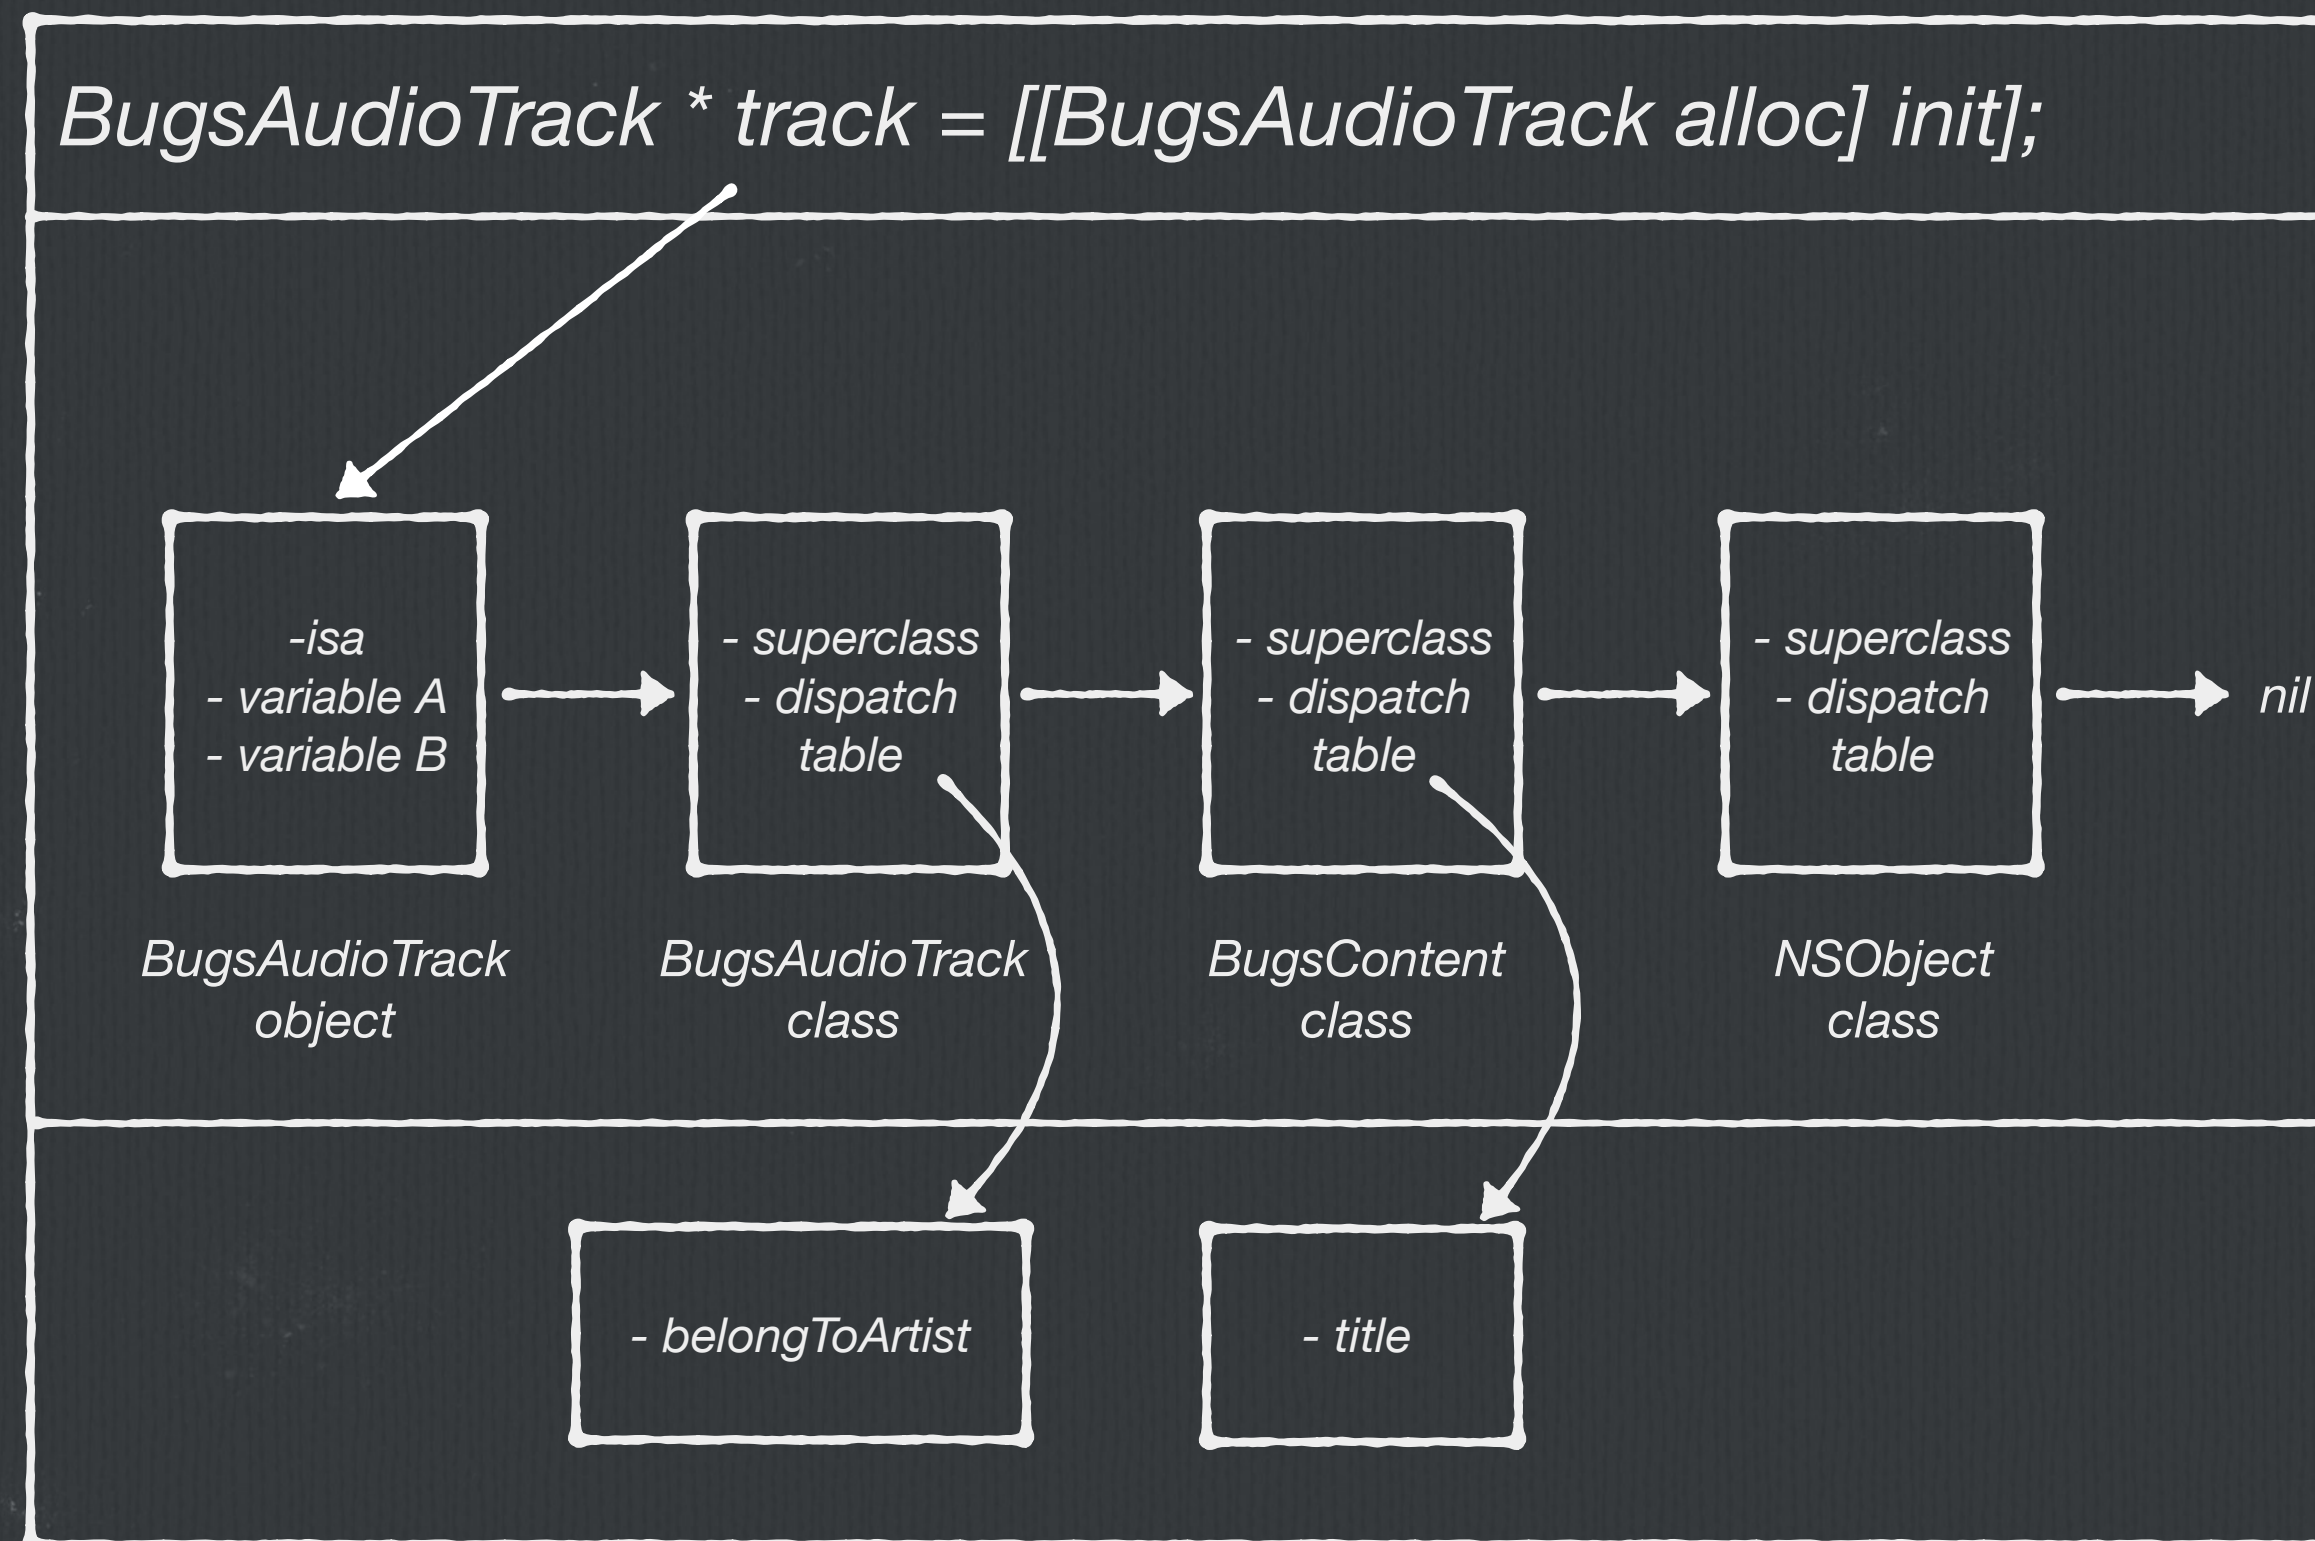 BugsAudioTrack * track = [[BugsAudioTrack alloc] init];
-isa
- variable A
- variable B
- superclass
- dispatch
table
- superclass
- dispatch
table
- superclass
- dispatch
table
nil
BugsAudioTrack
object
BugsAudioTrack
class
BugsContent
class
NSObject
class
- belongToArtist
- title